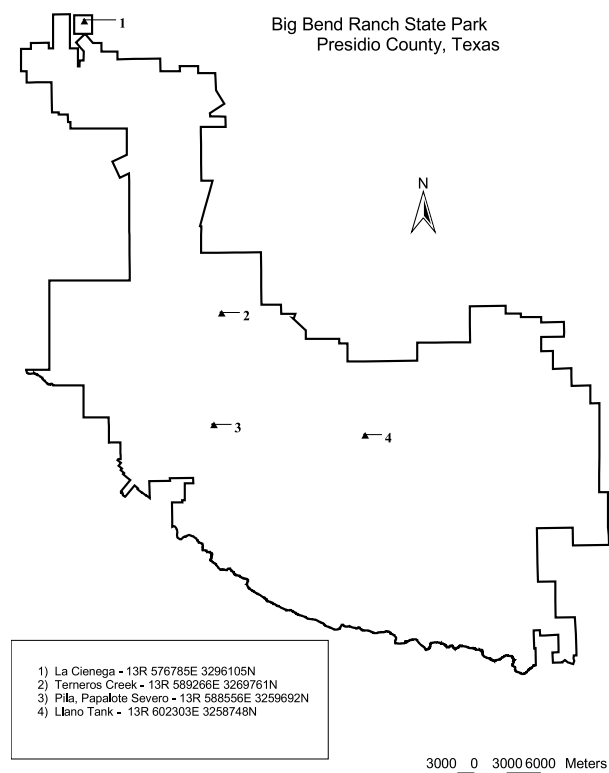 1
Big Bend Ranch State Park
Presidio County, Texas
N
2
3
4
1) La Cienega - 13R 576785E 3296105N
2) Terneros Creek - 13R 589266E 3269761N
3) Pila, Papalote Severo - 13R 588556E 3259692N
4) Llano Tank - 13R 602303E 3258748N
3000 0 3000 6000 Meters